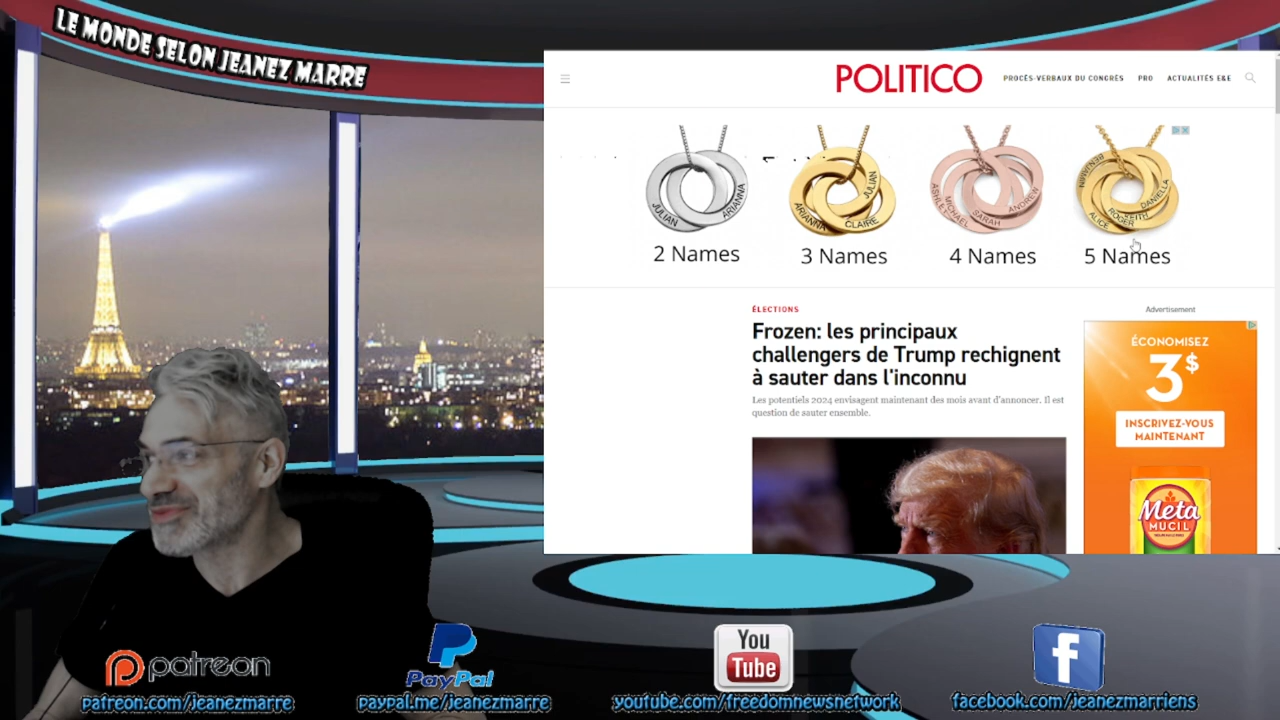 LE MONDE SELON JEANEZ MARRE
POLITICO
PROCÈS-VERBAUX DU CONGRÈS PRO ACTUALITÉS E&E
JULIAN ARIANNA
ARIANNA CLAIRE JULIAN
ASHLEY MICHAEL SARAH ANDREW
BENJAMIN ALICE ROGER DANIELLA
2 Names 3 Names 4 Names 5 Names
ÉLECTIONS
Frozen: les principaux
challengers de Trump rechignent
à sauter dans l'inconnu
Les potentiels 2024 envisagent maintenant des mois avant d'annoncer. Il est
question de sauter ensemble.
Advertisement
ÉCONOMISEZ
3$
INSCRIVEZ-VOUS
MAINTENANT
Meta
MUCIL
patreon
PayPal
You
Tube
f
patreon.com/jeanezmarre
paypal.me/jeanezmarre
youtube.com/freedomnewsnetwork
facebook.com/jeanezmarriens